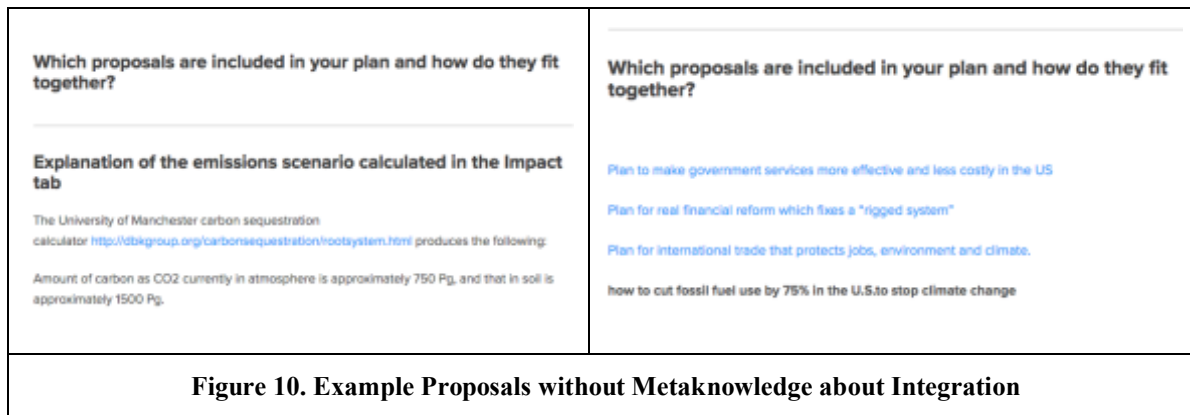 Which proposals are included in your plan and how do they fit
together?
Explanation of the emissions scenario calculated in the Impact
tab
The University of Manchester carbon sequestration
calculator http://dbkgroup.org/carbonsequestration/rootsystem.html produces the following:
Amount of carbon as CO2 currently in atmosphere is approximately 750 Pg, and that in soil is
approximately 1500 Pg.
Which proposals are included in your plan and how do they fit
together?
Plan to make government services more effective and less costly in the US
Plan for real financial reform which fixes a "rigged system"
Plan for international trade that protects jobs, environment and climate.
how to cut fossil fuel use by 75% in the U.S.to stop climate change
Figure 10. Example Proposals without Metaknowledge about Integration